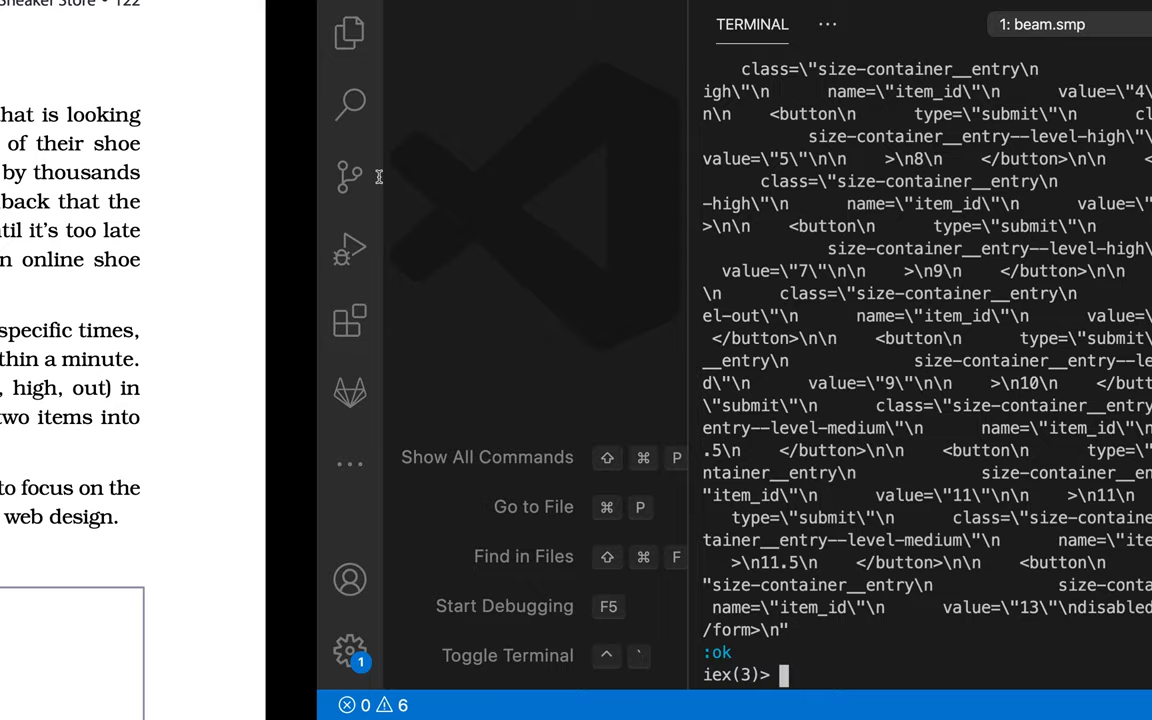 Sneaker Store • 122
that is looking
of their shoe
by thousands
back that the
til it's too late
n online shoe
specific times,
thin a minute.
, high, out) in
two items into
to focus on the
web design.
Show All Commands ⇧ ⌘ P
Go to File ⌘ P
Find in Files ⇧ ⌘ F
Start Debugging F5
Toggle Terminal ^ `
1
0 6
TERMINAL ··· 1: beam.smp
class=\"size-container__entry\n
igh\"\n name=\"item_id\"\n value=\"4\
n\n <button type=\"submit\"\n cl
size-container__entry--level-high\"\
value=\"5\"\n\n >\n8\n </button>\n\n <
class=\"size-container__entry\n
-high\"\n name=\"item_id\"\n value=\"
>\n\n <button type=\"submit\"\n
size-container__entry--level-high\"
value=\"7\"\n\n >\n9\n </button>\n\n
\n class=\"size-container__entry\n
el-out\"\n name=\"item_id\"\n value=\
</button>\n\n <button type=\"submit\
__entry\n size-container__entry--le
d\"\n value=\"9\"\n\n >\n10\n </butt
\"submit\"\n class=\"size-container__
entry--level-medium\"\n name=\"item_i
.5\n </button>\n\n <button type=\"
ntainer__entry\n size-container__en
"item_id\"\n value=\"11\"\n\n >\n11\n
type=\"submit\"\n class=\"size-contain
tainer__entry--level-medium\"\n name=\"ite
>\n11.5\n </button>\n\n <button\n
"size-container__entry\n size-conta
name=\"item_id\"\n value=\"13\"\ndisabled
/form>\n"
:ok
iex(3)>